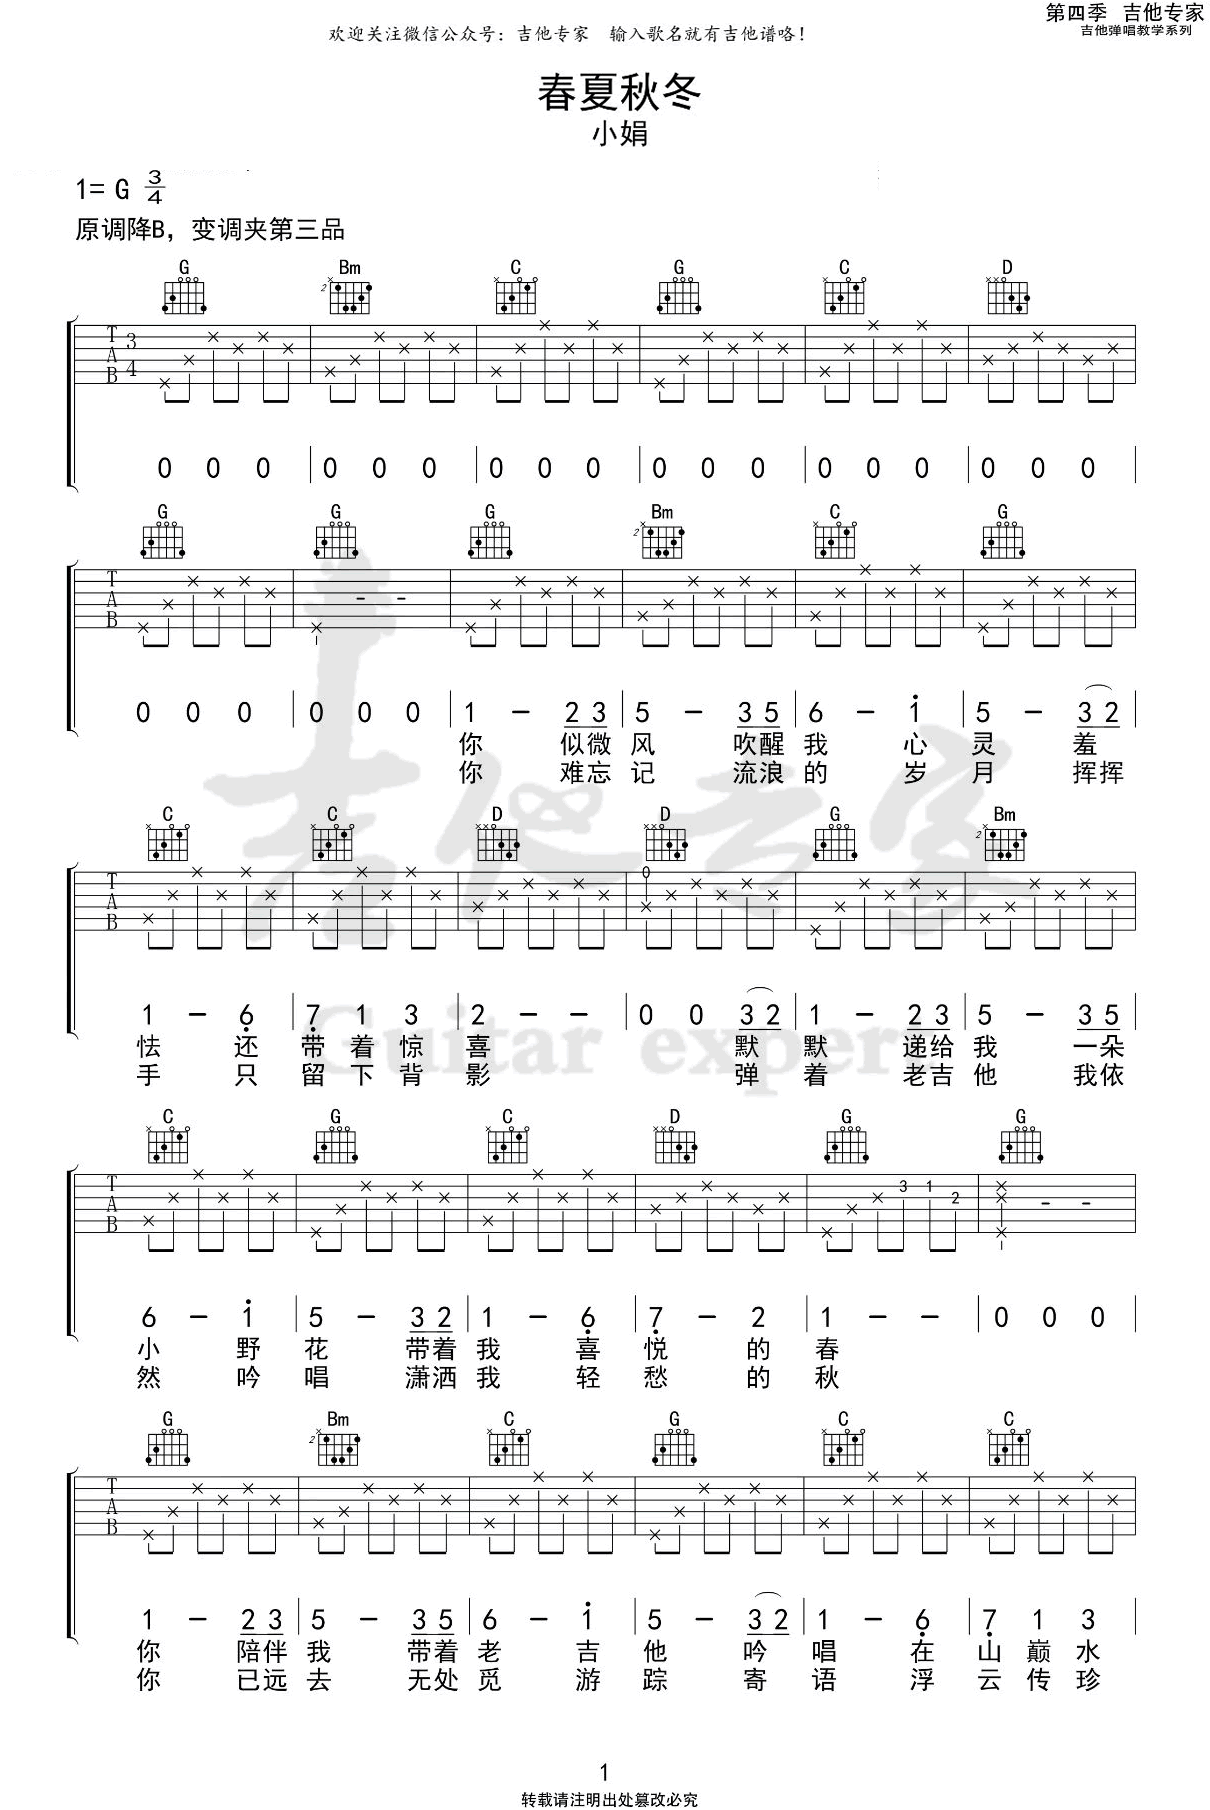 第四季 吉他专家
吉他弹唱教学系列
欢迎关注微信公众号：吉他专家 输入歌名就有吉他谱咯！
春夏秋冬
小娟
1= G 3/4
原调降B，变调夹第三品
G Bm C G C D
T A B 3 4
0 0 0 0 0 0 0 0 0 0 0 0 0 0 0 0 0 0
G G G Bm C G
T A B
0 0 0 0 0 0 1 - 2 3 5 - 3 5 6 - 1 5 - 3 2
你 似微 风 吹醒 我 心 灵 羞
你 难忘 记 流浪 的 岁 月 挥挥
C C D D G Bm
T A B 0
1 - 6 7 1 3 2 - - 0 0 3 2 1 - 2 3 5 - 3 5
怯 还 带 着 惊 喜 默 默 递给 我 一朵
手 只 留 下 背 影 弹 着 老吉 他 我依
C G C D G G
T A B 3 1 2
6 - 1 5 - 3 2 1 - 6 7 - 2 1 - - 0 0 0
小 野 花 带着 我 喜 悦 的 春
然 吟 唱 潇洒 我 轻 愁 的 秋
G Bm C G C C
T A B
1 - 2 3 5 - 3 5 6 - 1 5 - 3 2 1 - 6 7 1 3
你 陪伴 我 带着 老 吉 他 吟 唱 在 山 巅 水
你 已远 去 无处 觅 游 踪 寄 语 浮 云 传 珍
吉他专家
Guitar expert
1
转载请注明出处篡改必究